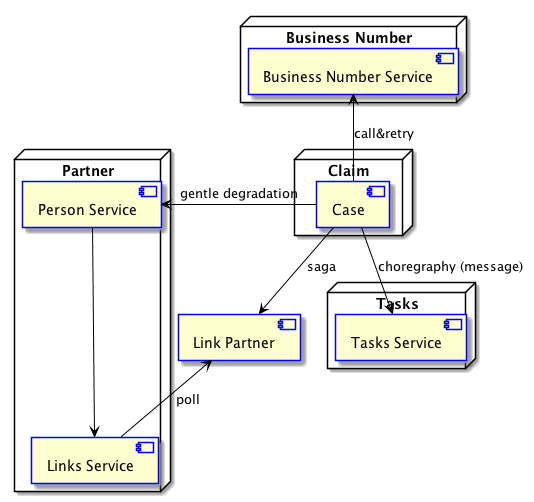 Business Number
Business Number Service
call&retry
Partner
Claim
gentle degradation
Person Service
Case
saga
choregraphy (message)
Tasks
Link Partner
Tasks Service
poll
Links Service